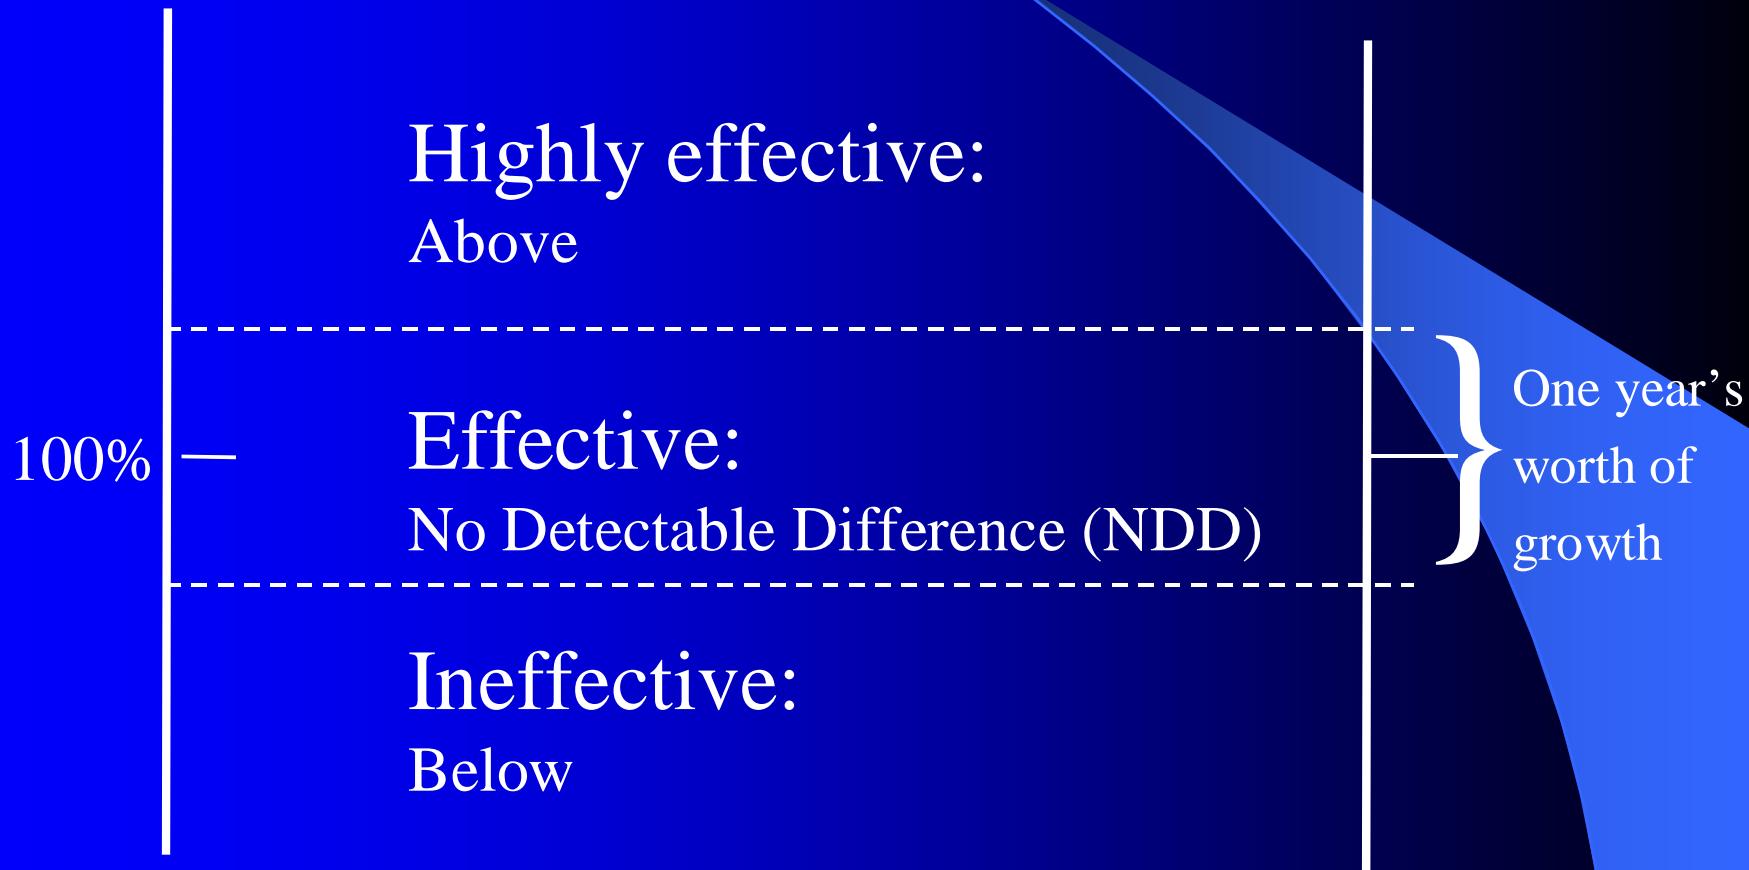 Highly effective:
Above
100%
Effective:
No Detectable Difference (NDD)
One year’s
worth of
growth
Ineffective:
Below